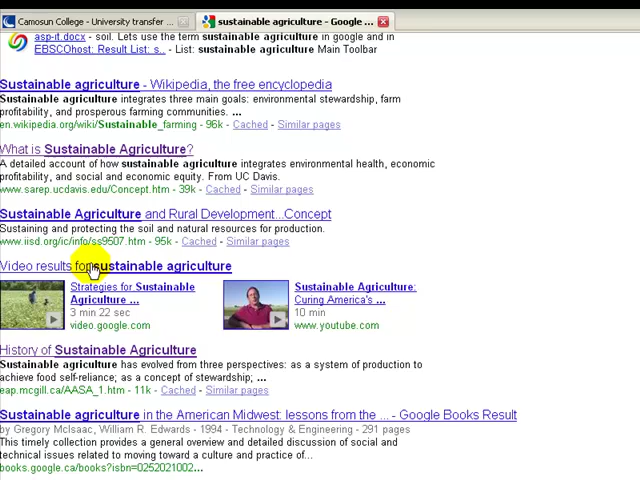 Camosun College - University transfer ...
sustainable agriculture - Google ...
asp-it.docx - soil. Lets use the term sustainable agriculture in google and in
EBSCOhost: Result List: s.. - List: sustainable agriculture Main Toolbar
Sustainable agriculture - Wikipedia, the free encyclopedia
Sustainable agriculture integrates three main goals: environmental stewardship, farm
profitability, and prosperous farming communities. ...
en.wikipedia.org/wiki/Sustainable_farming - 96k - Cached - Similar pages
What is Sustainable Agriculture?
A detailed account of how sustainable agriculture integrates environmental health, economic
profitability, and social and economic equity. From UC Davis.
www.sarep.ucdavis.edu/Concept.htm - 39k - Cached - Similar pages
Sustainable Agriculture and Rural Development...Concept
Sustaining and protecting the soil and natural resources for production.
www.iisd.org/ic/info/ss9507.htm - 95k - Cached - Similar pages
Video results for sustainable agriculture
Strategies for Sustainable
Agriculture ...
3 min 22 sec
video.google.com
Sustainable Agriculture:
Curing America's ...
10 min
www.youtube.com
History of Sustainable Agriculture
Sustainable agriculture has evolved from three perspectives: as a system of production to
achieve food self-reliance; as a concept of stewardship; ...
eap.mcgill.ca/AASA_1.htm - 11k - Cached - Similar pages
Sustainable agriculture in the American Midwest: lessons from the ... - Google Books Result
by Gregory McIsaac, William R. Edwards - 1994 - Technology & Engineering - 291 pages
This timely collection provides a general overview and detailed discussion of social and
technical issues related to moving toward a culture and practice of...
books.google.ca/books?isbn=0252021002...